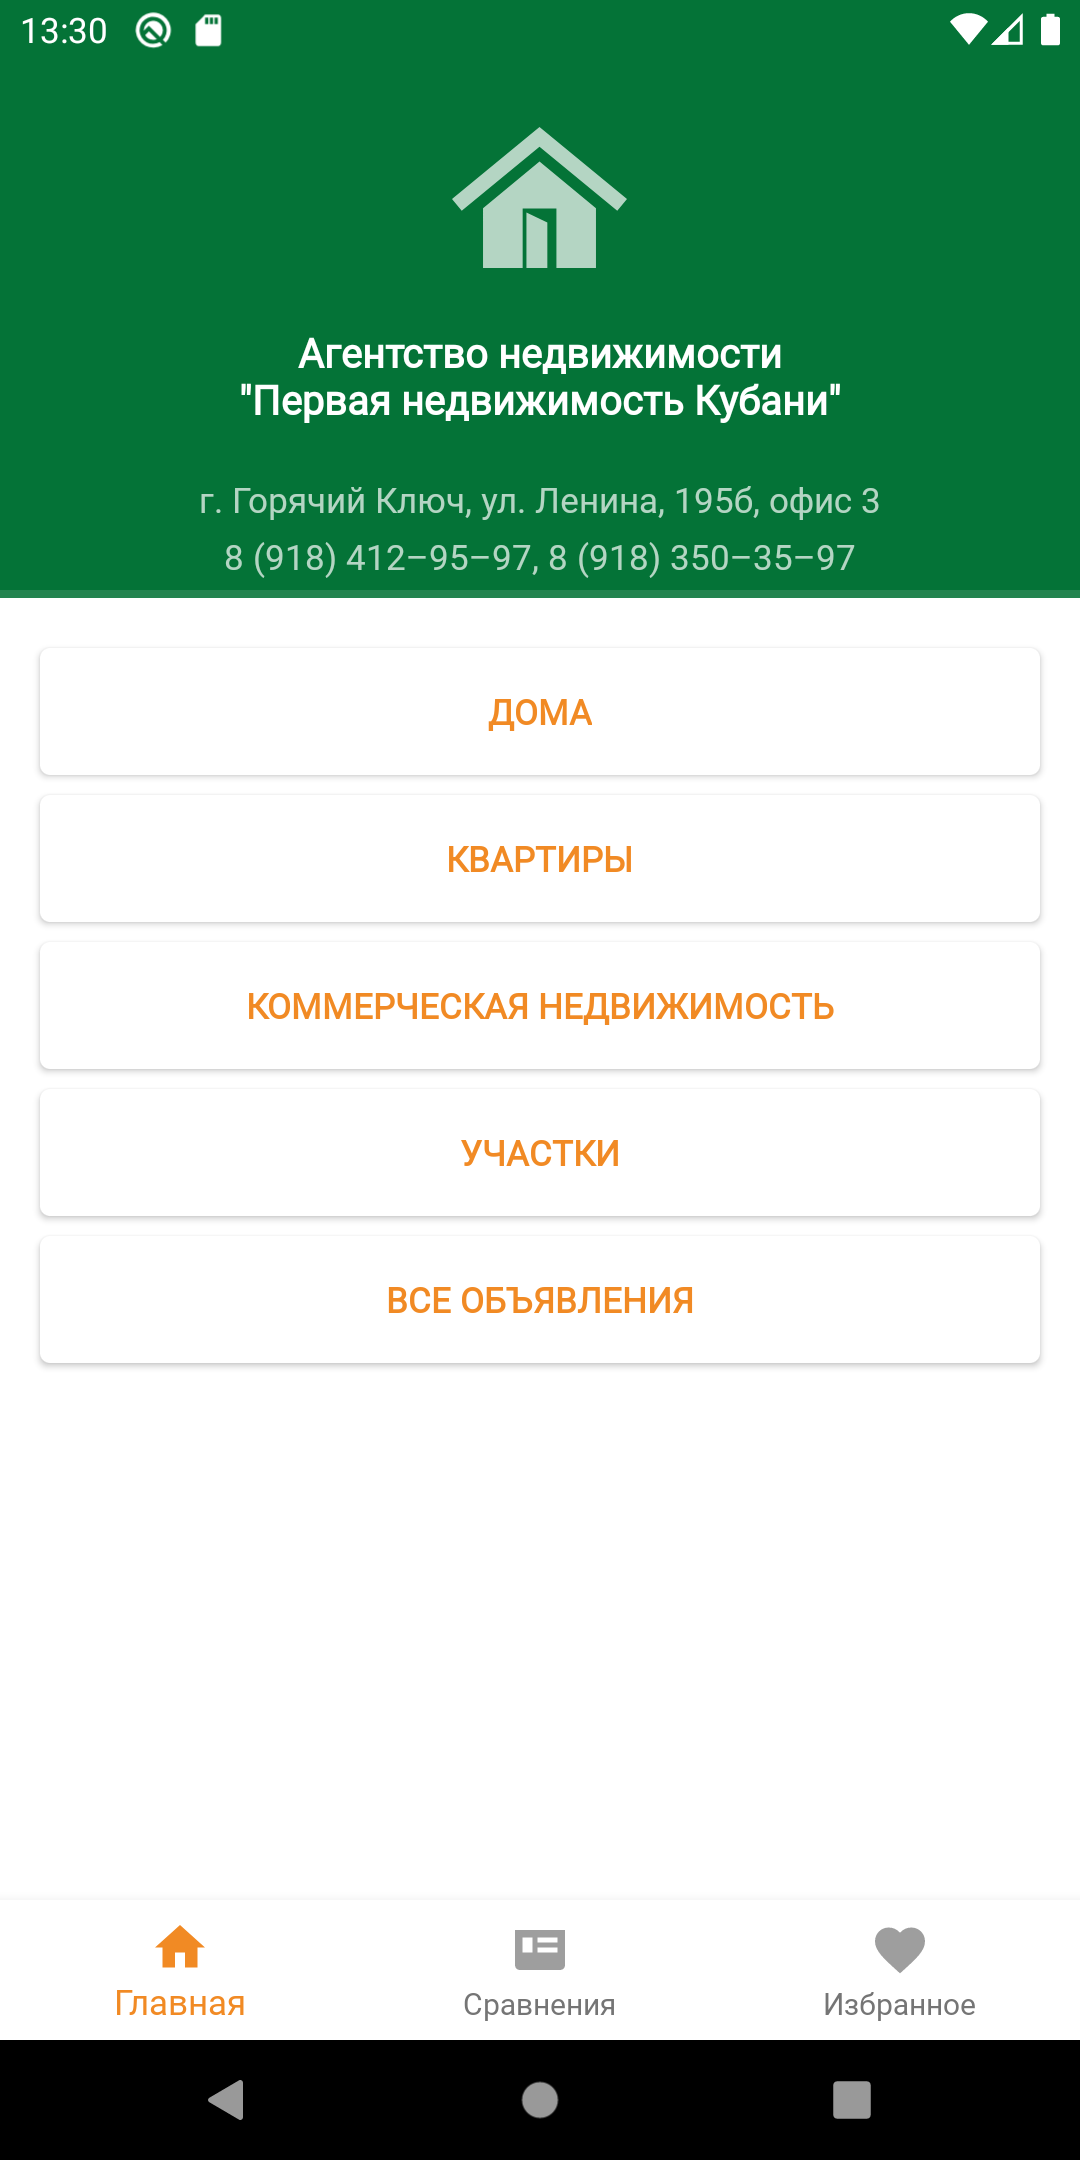 13:30
Агентство недвижимости
"Первая недвижимость Кубани"
г. Горячий Ключ, ул. Ленина, 195б, офис 3
8 (918) 412–95–97, 8 (918) 350–35–97
ДОМА
КВАРТИРЫ
КОММЕРЧЕСКАЯ НЕДВИЖИМОСТЬ
УЧАСТКИ
ВСЕ ОБЪЯВЛЕНИЯ
Главная
Сравнения
Избранное